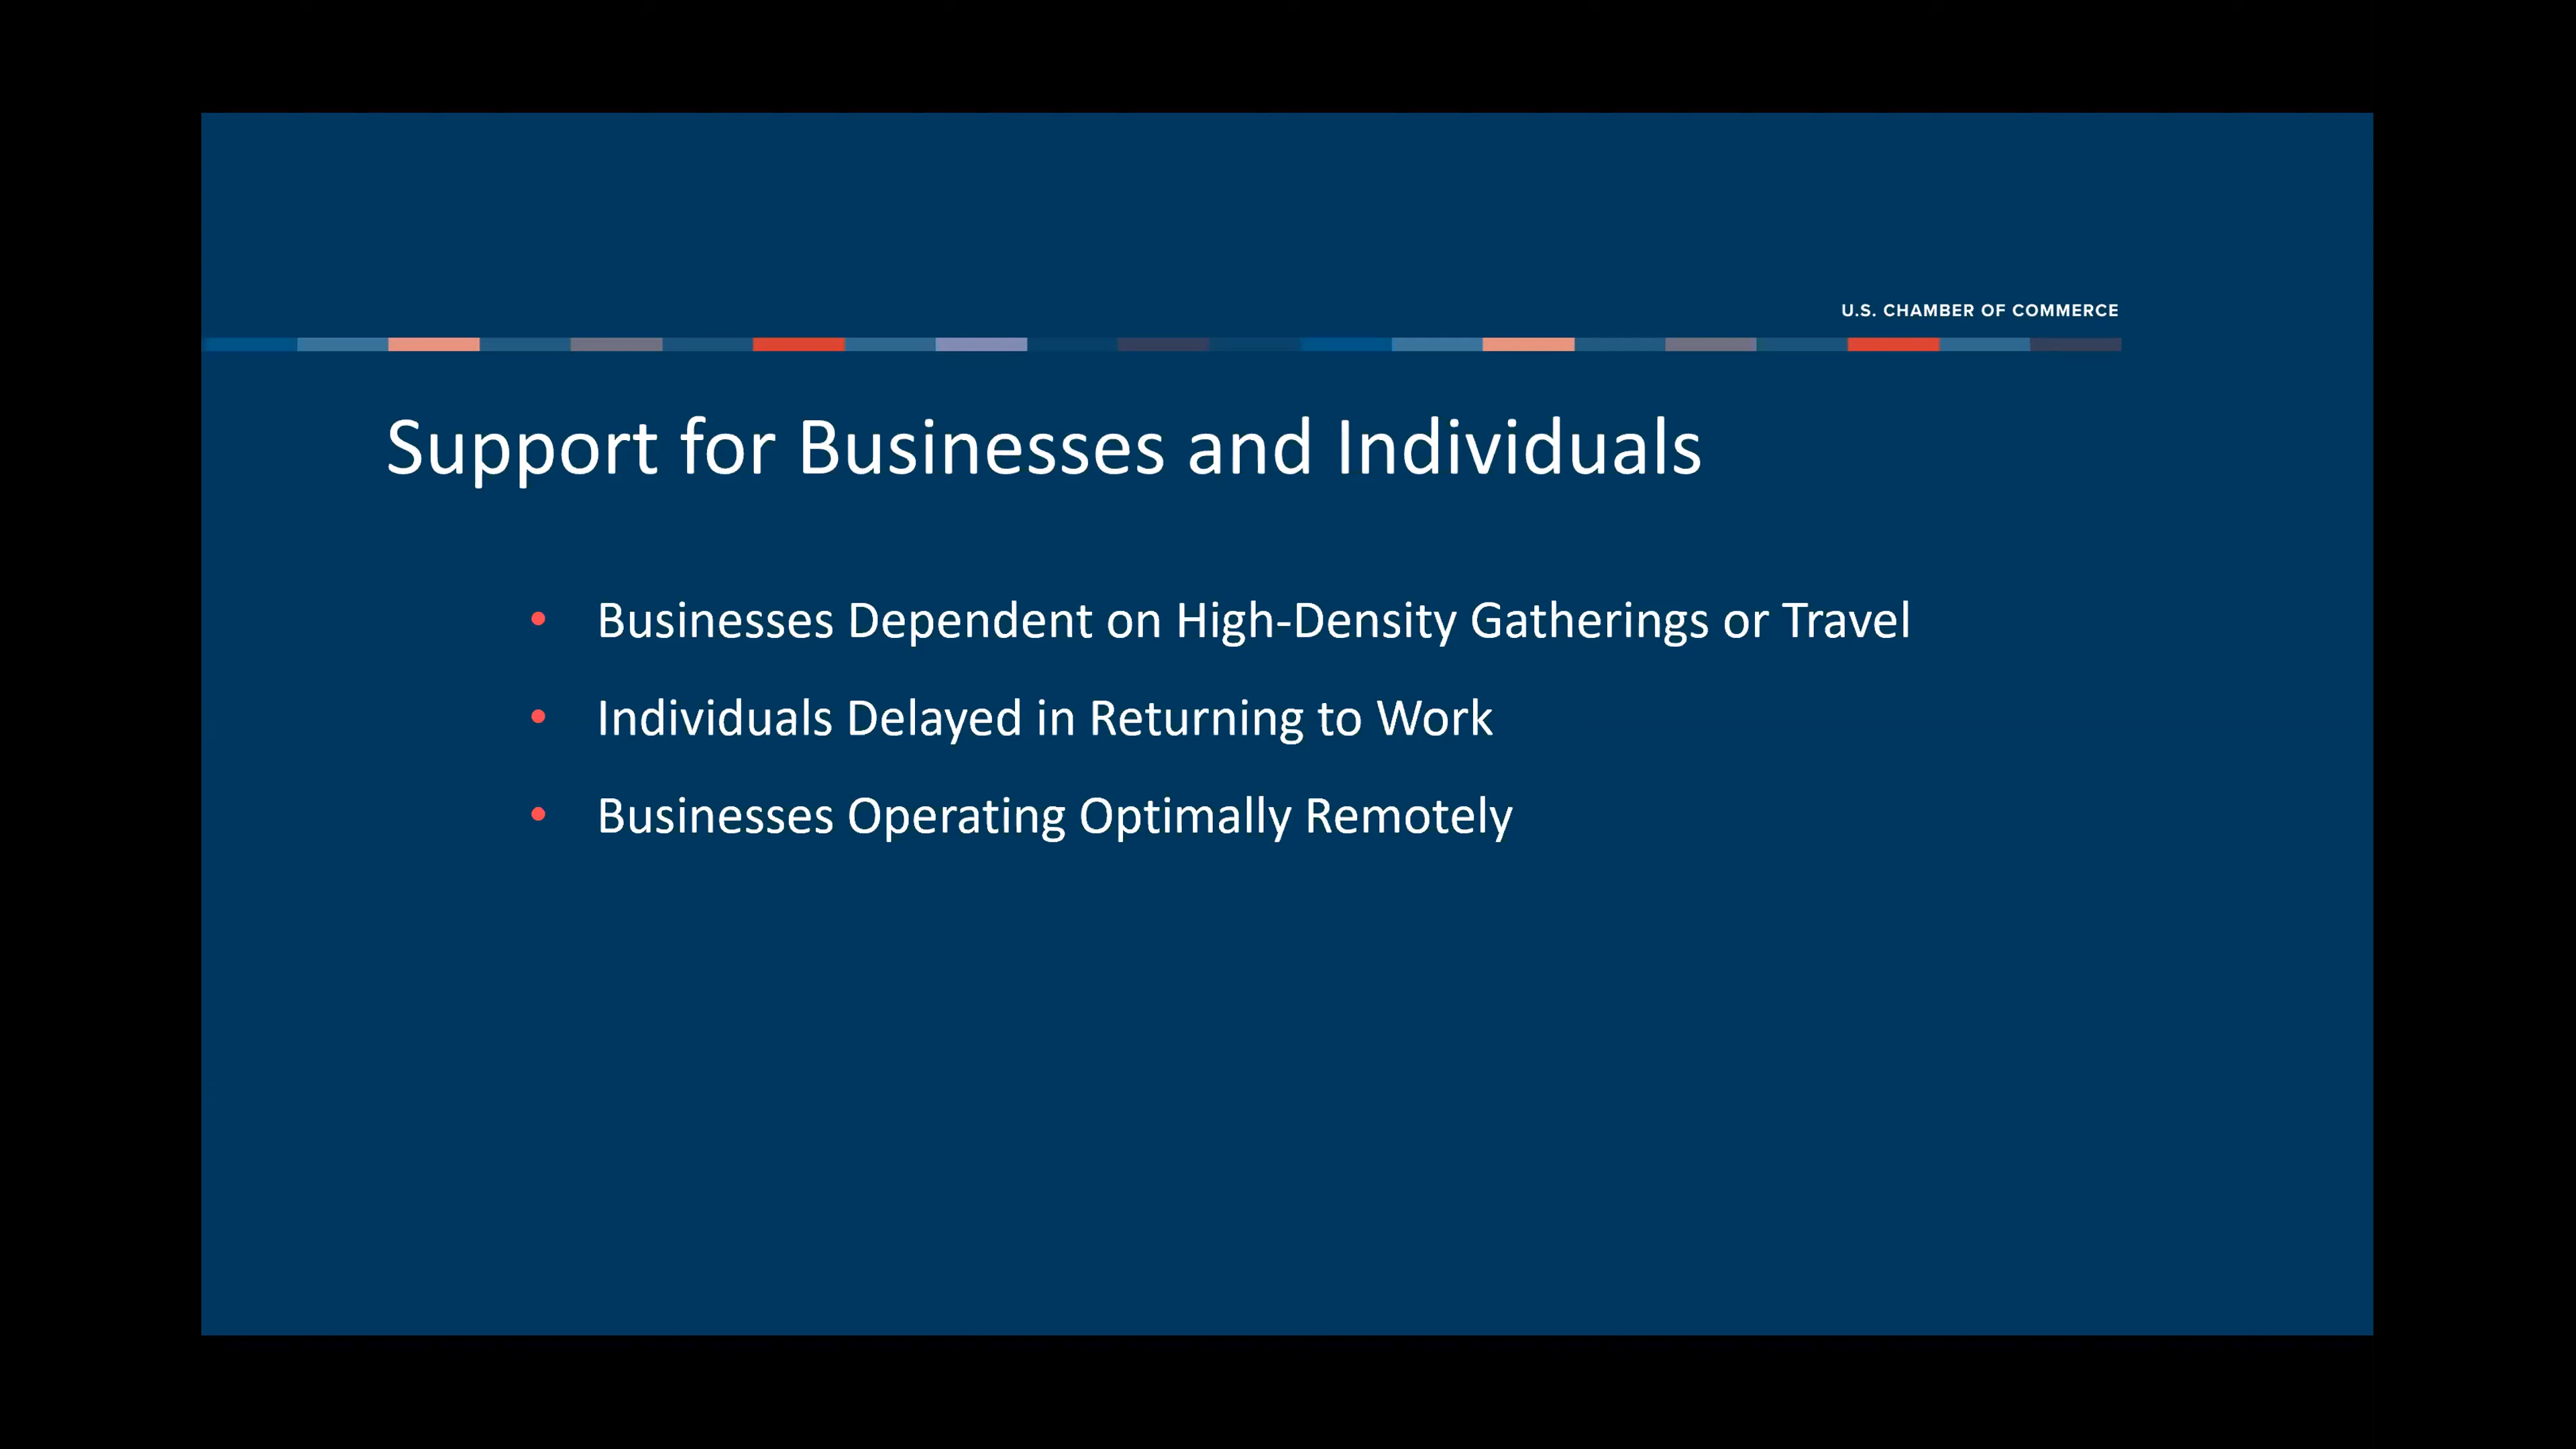 U.S. CHAMBER OF COMMERCE
Support for Businesses and Individuals
• Businesses Dependent on High-Density Gatherings or Travel
• Individuals Delayed in Returning to Work
• Businesses Operating Optimally Remotely